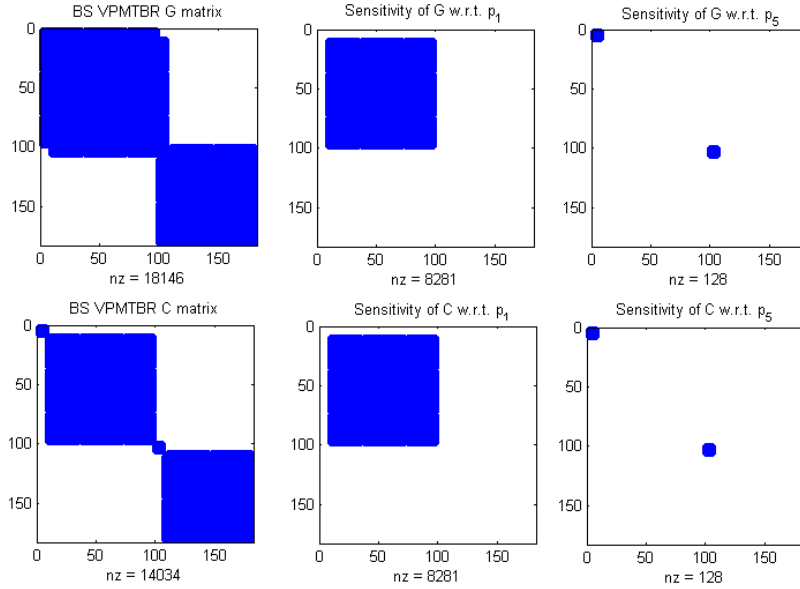 BS VPMTBR G matrix
0
50
100
150
0 50 100 150
nz = 18146
Sensitivity of G w.r.t. p1
0
50
100
150
0 50 100 150
nz = 8281
Sensitivity of G w.r.t. p5
0
50
100
150
0 50 100 150
nz = 128
BS VPMTBR C matrix
0
50
100
150
0 50 100 150
nz = 14034
Sensitivity of C w.r.t. p1
0
50
100
150
0 50 100 150
nz = 8281
Sensitivity of C w.r.t. p5
0
50
100
150
0 50 100 150
nz = 128